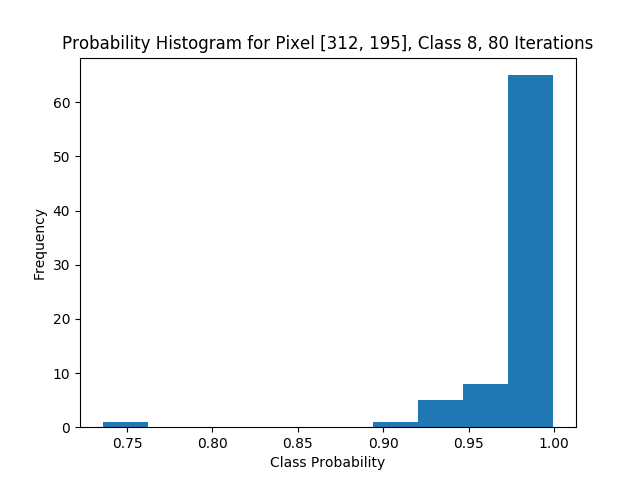 Probability Histogram for Pixel [312, 195], Class 8, 80 Iterations
60
50
40
30
20
10
0
Frequency
0.75 0.80 0.85 0.90 0.95 1.00
Class Probability